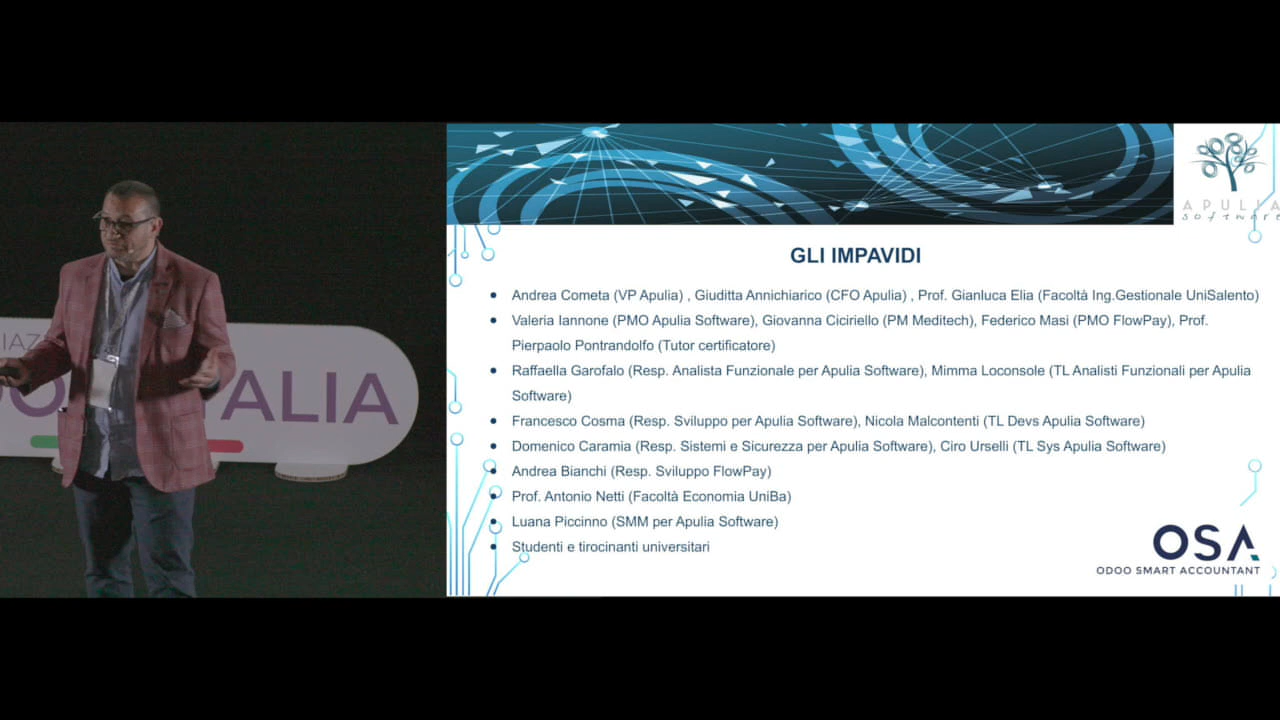 IAZ
ALIA
APULIA
software
GLI IMPAVIDI
Andrea Cometa (VP Apulia) , Giuditta Annichiarico (CFO Apulia) , Prof. Gianluca Elia (Facoltà Ing.Gestionale UniSalento)
Valeria Iannone (PMO Apulia Software), Giovanna Ciciriello (PM Meditech), Federico Masi (PMO FlowPay), Prof.
Pierpaolo Pontrandolfo (Tutor certificatore)
Raffaella Garofalo (Resp. Analista Funzionale per Apulia Software), Mimma Loconsole (TL Analisti Funzionali per Apulia
Software)
Francesco Cosma (Resp. Sviluppo per Apulia Software), Nicola Malcontenti (TL Devs Apulia Software)
Domenico Caramia (Resp. Sistemi e Sicurezza per Apulia Software), Ciro Urselli (TL Sys Apulia Software)
Andrea Bianchi (Resp. Sviluppo FlowPay)
Prof. Antonio Netti (Facoltà Economia UniBa)
Luana Piccinno (SMM per Apulia Software)
Studenti e tirocinanti universitari
OSA
ODOO SMART ACCOUNTANT